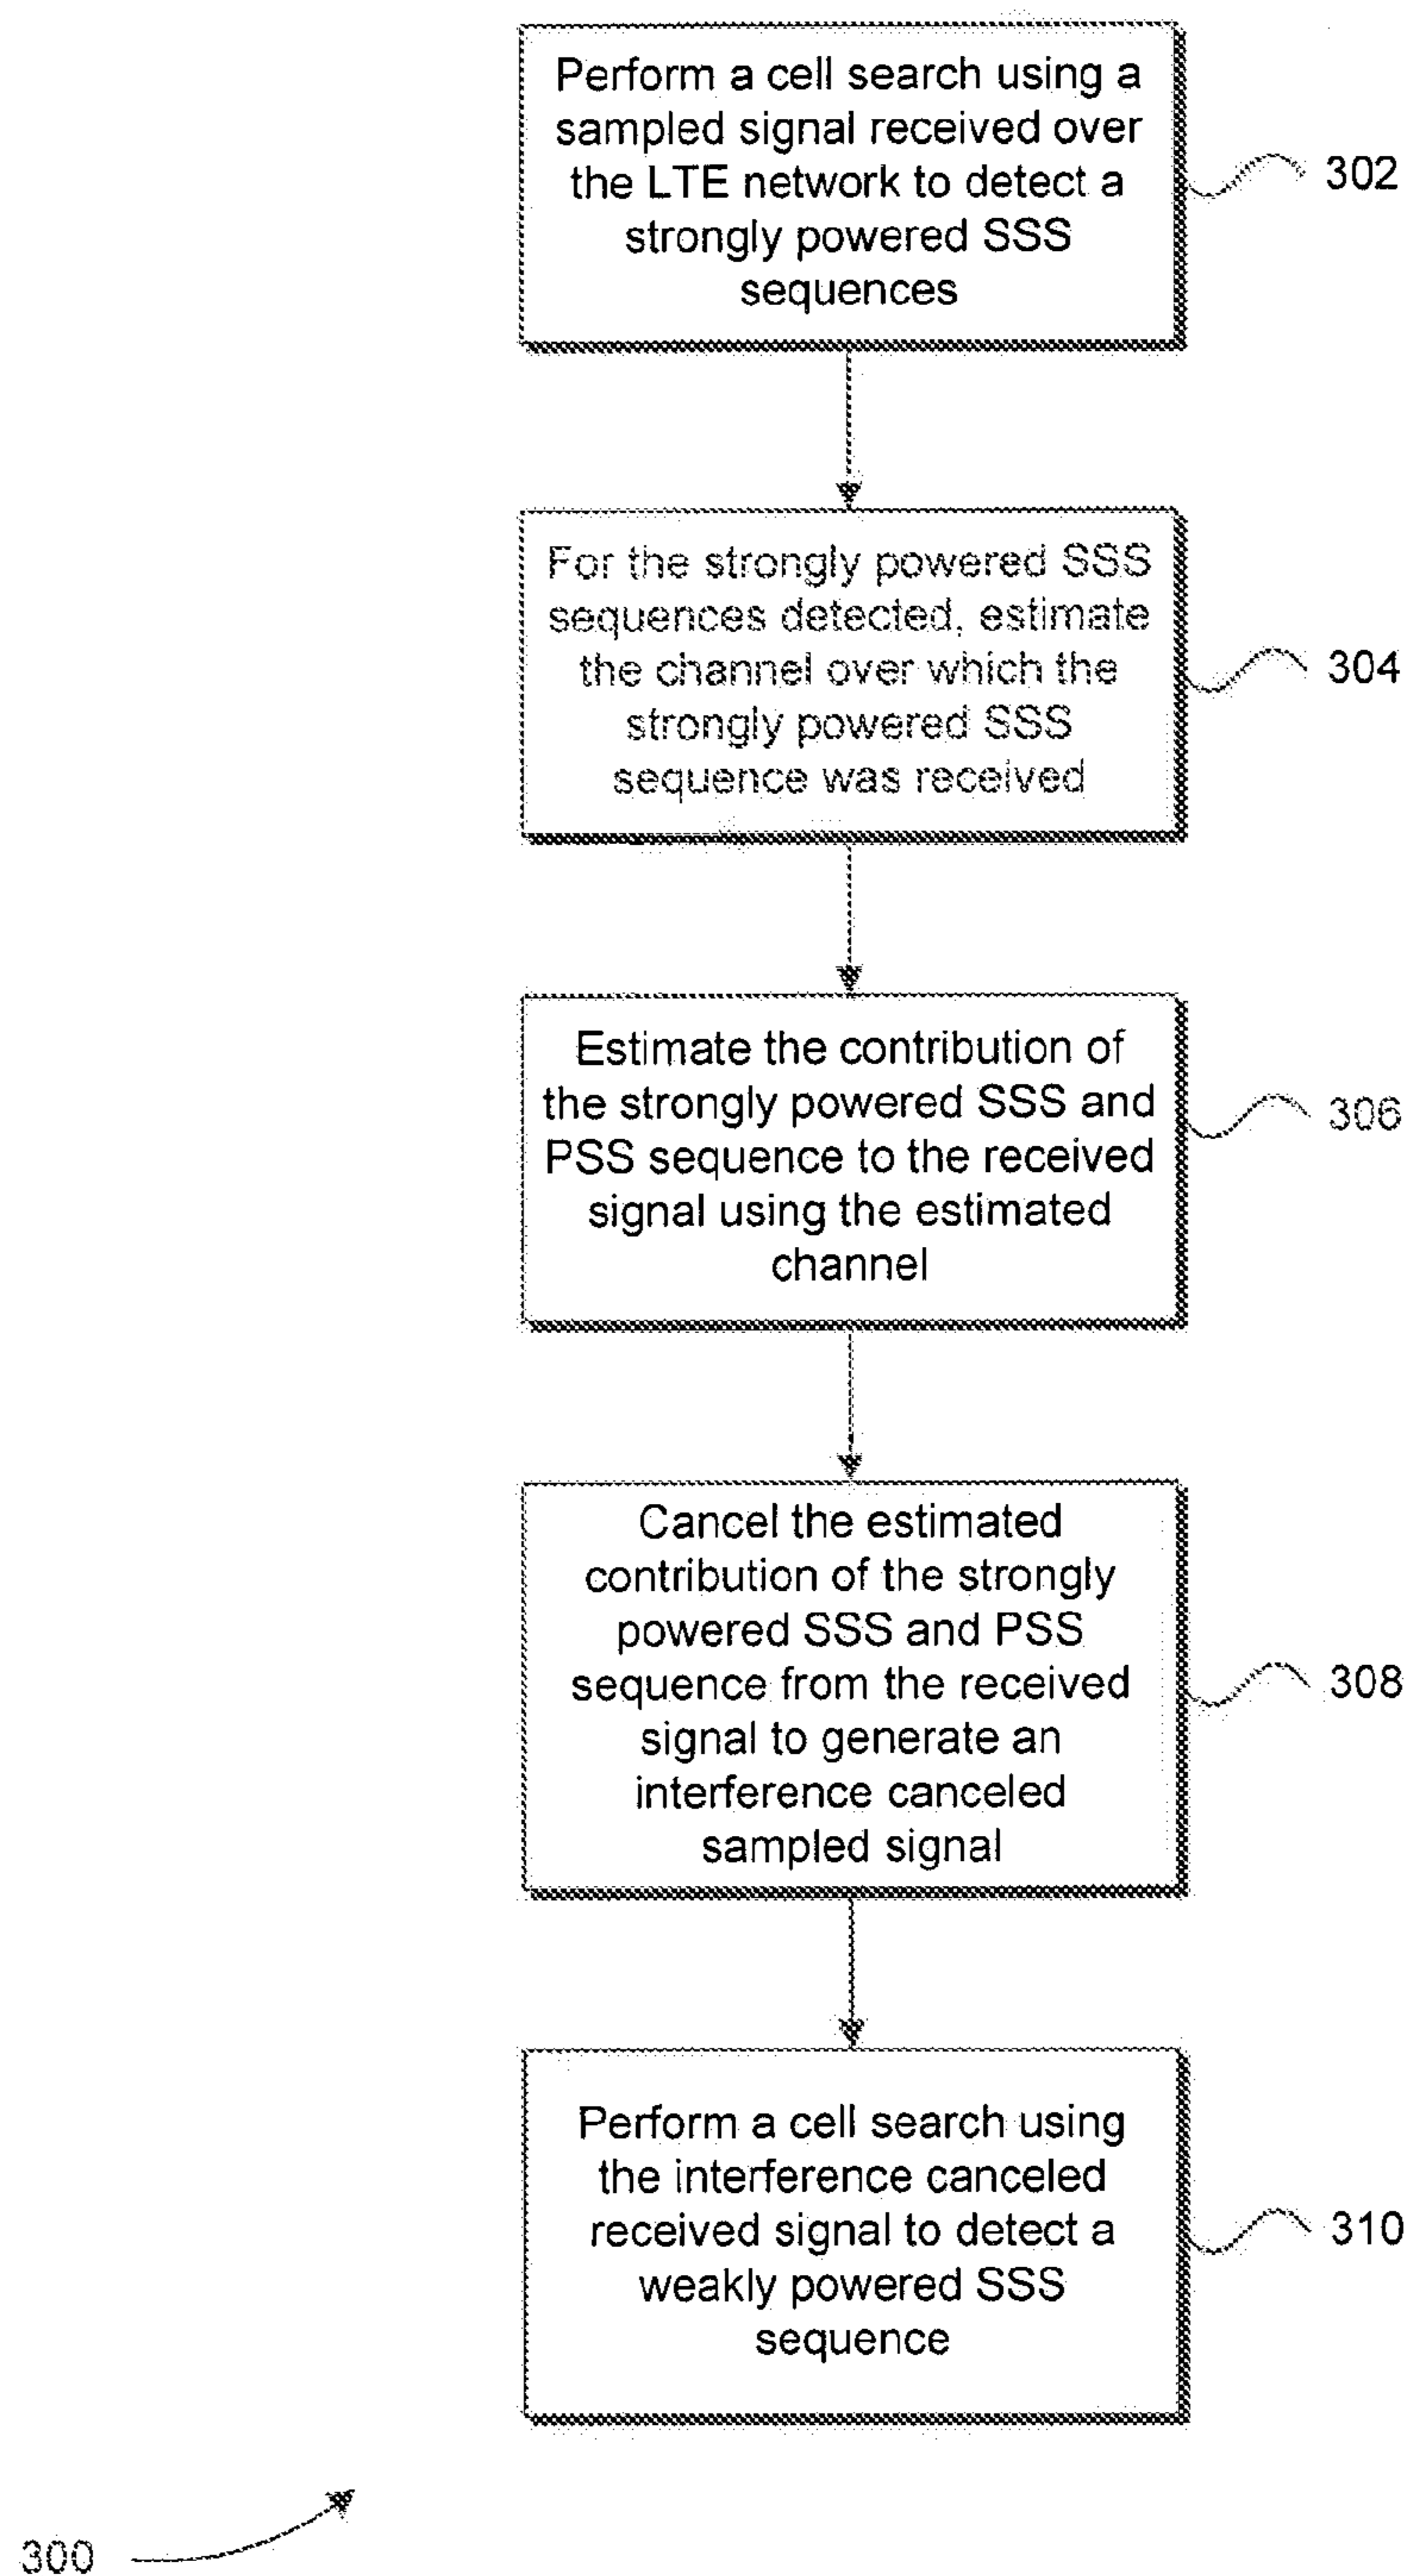 Perform a cell search using a
sampled signal received over
the LTE network to detect a
strongly powered SSS
sequences
302
For the strongly powered SSS
sequences detected, estimate
the channel over which the
strongly powered SSS
sequence was received
304
Estimate the contribution of
the strongly powered SSS and
PSS sequence to the received
signal using the estimated
channel
306
Cancel the estimated
contribution of the strongly
powered SSS and PSS
sequence from the received
signal to generate an
interference canceled
sampled signal
308
Perform a cell search using
the interference canceled
received signal to detect a
weakly powered SSS
sequence
310
300